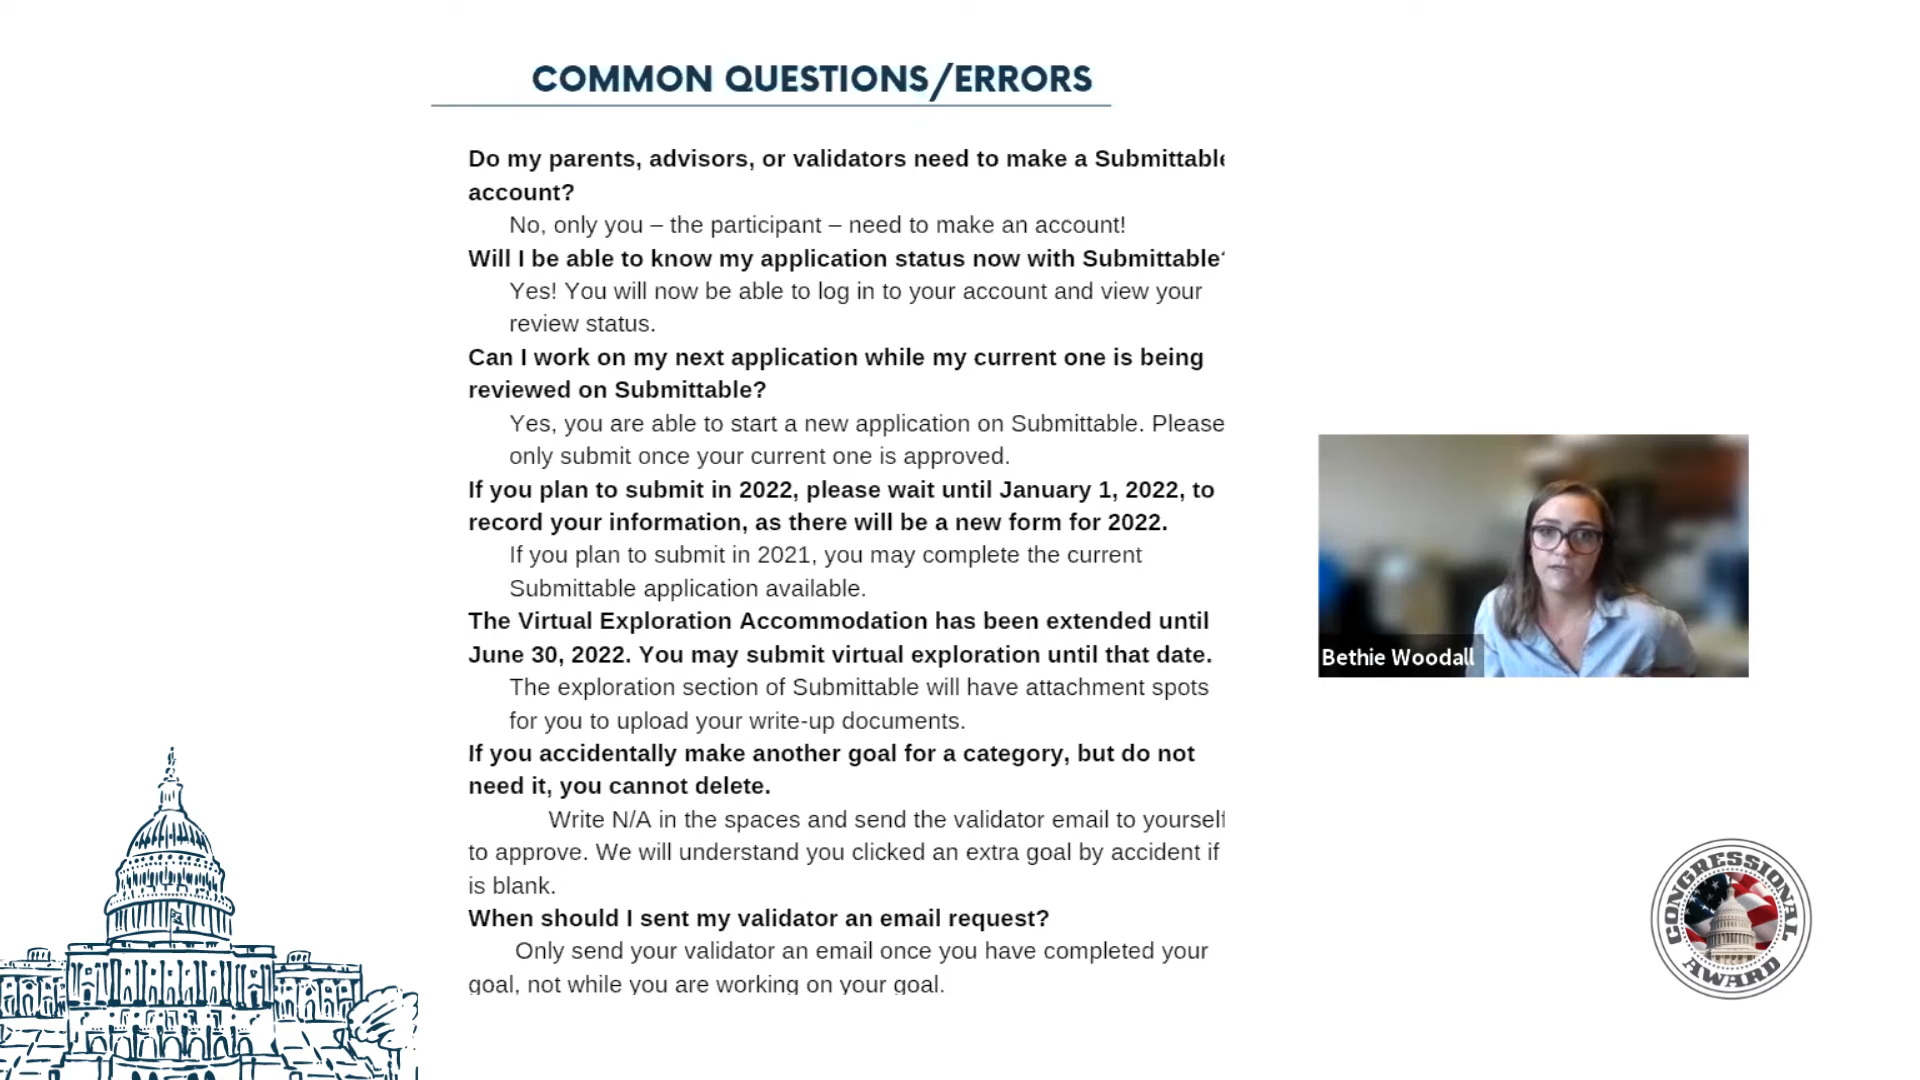 COMMON QUESTIONS/ERRORS
Do my parents, advisors, or validators need to make a Submittable
account?
No, only you – the participant – need to make an account!
Will I be able to know my application status now with Submittable?
Yes! You will now be able to log in to your account and view your
review status.
Can I work on my next application while my current one is being
reviewed on Submittable?
Yes, you are able to start a new application on Submittable. Please
only submit once your current one is approved.
If you plan to submit in 2022, please wait until January 1, 2022, to
record your information, as there will be a new form for 2022.
If you plan to submit in 2021, you may complete the current
Submittable application available.
The Virtual Exploration Accommodation has been extended until
June 30, 2022. You may submit virtual exploration until that date.
The exploration section of Submittable will have attachment spots
for you to upload your write-up documents.
If you accidentally make another goal for a category, but do not
need it, you cannot delete.
Write N/A in the spaces and send the validator email to yourself
to approve. We will understand you clicked an extra goal by accident if
is blank.
When should I sent my validator an email request?
Only send your validator an email once you have completed your
goal, not while you are working on your goal.
Bethie Woodall
CONGRESSIONAL
AWARD